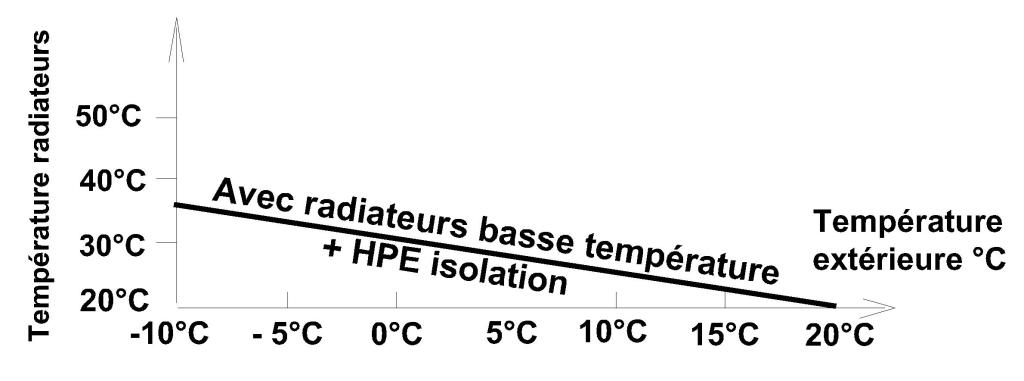 Température radiateurs
50°C
40°C
30°C
20°C
Avec radiateurs basse température
+ HPE isolation
Température
extérieure °C
-10°C - 5°C 0°C 5°C 10°C 15°C 20°C